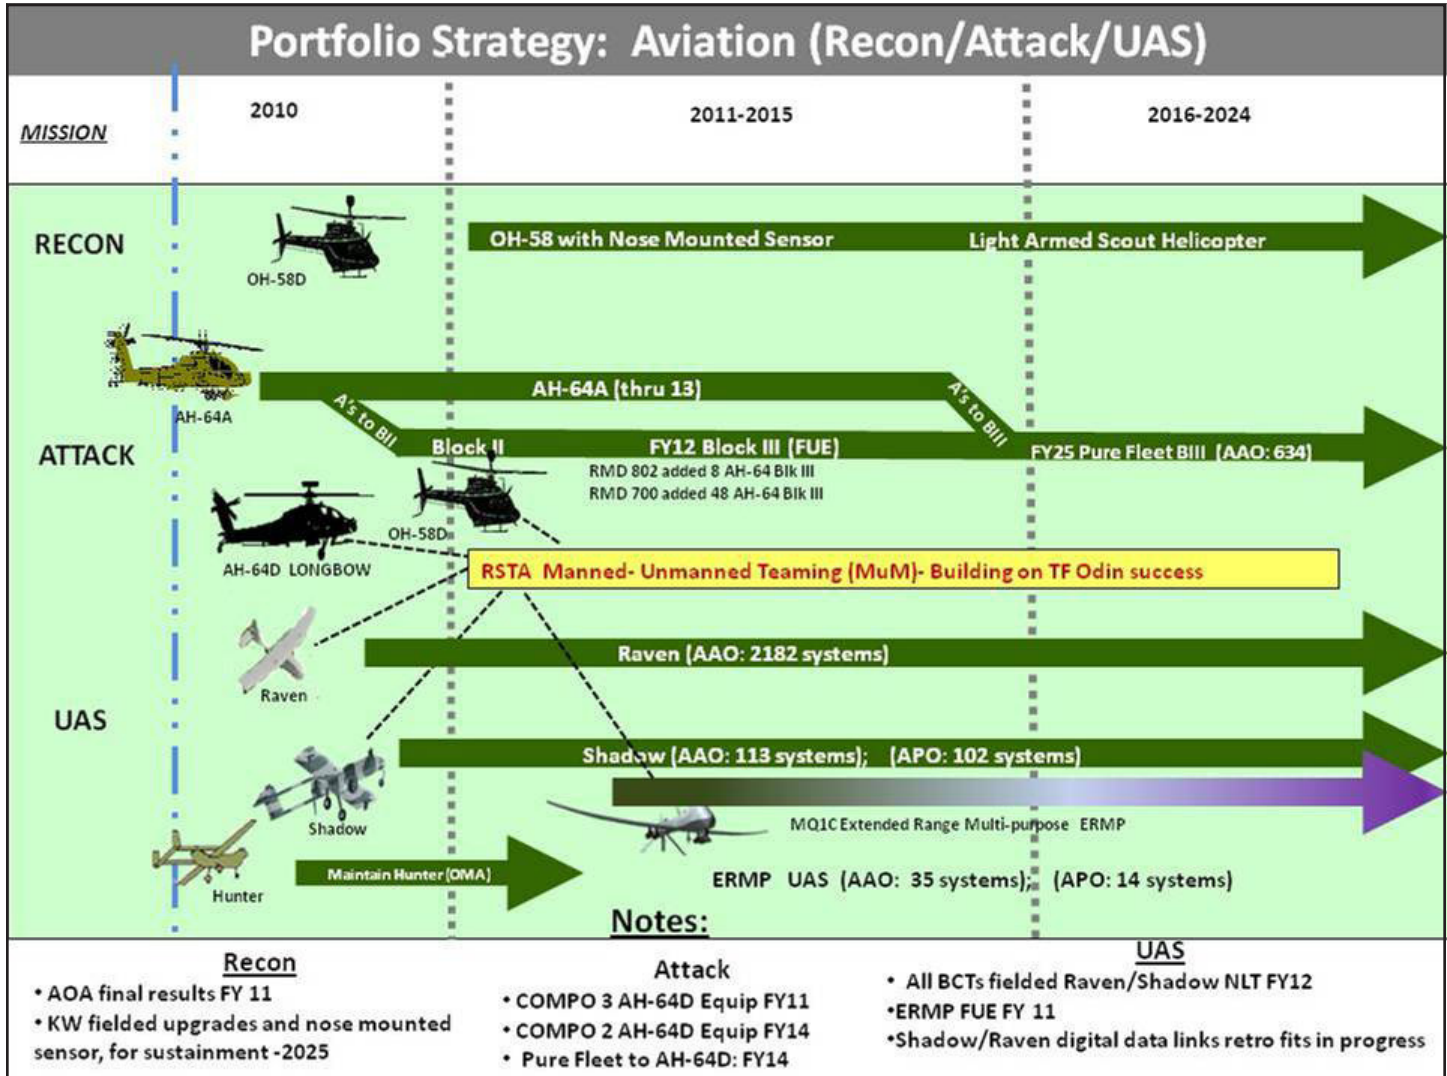 Portfolio Strategy: Aviation (Recon/Attack/UAS)
MISSION
2010
2011-2015
2016-2024
RECON
OH-58D
OH-58 with Nose Mounted Sensor
Light Armed Scout Helicopter
ATTACK
AH-64A
AH-64A (thru 13)
A's to BII
A's to BIII
Block II
FY12 Block III (FUE)
FY25 Pure Fleet BIII (AAO: 634)
RMD 802 added 8 AH-64 Blk III
RMD 700 added 48 AH-64 Blk III
OH-58D
AH-64D LONGBOW
RSTA Manned- Unmanned Teaming (MuM)- Building on TF Odin success
UAS
Raven
Raven (AAO: 2182 systems)
Shadow
Shadow (AAO: 113 systems); (APO: 102 systems)
MQ1C Extended Range Multi-purpose ERMP
Hunter
Maintain Hunter (OMA)
ERMP UAS (AAO: 35 systems); (APO: 14 systems)
Notes:
Recon
• AOA final results FY 11
• KW fielded upgrades and nose mounted
sensor, for sustainment -2025
Attack
• COMPO 3 AH-64D Equip FY11
• COMPO 2 AH-64D Equip FY14
• Pure Fleet to AH-64D: FY14
UAS
• All BCTs fielded Raven/Shadow NLT FY12
•ERMP FUE FY 11
•Shadow/Raven digital data links retro fits in progress